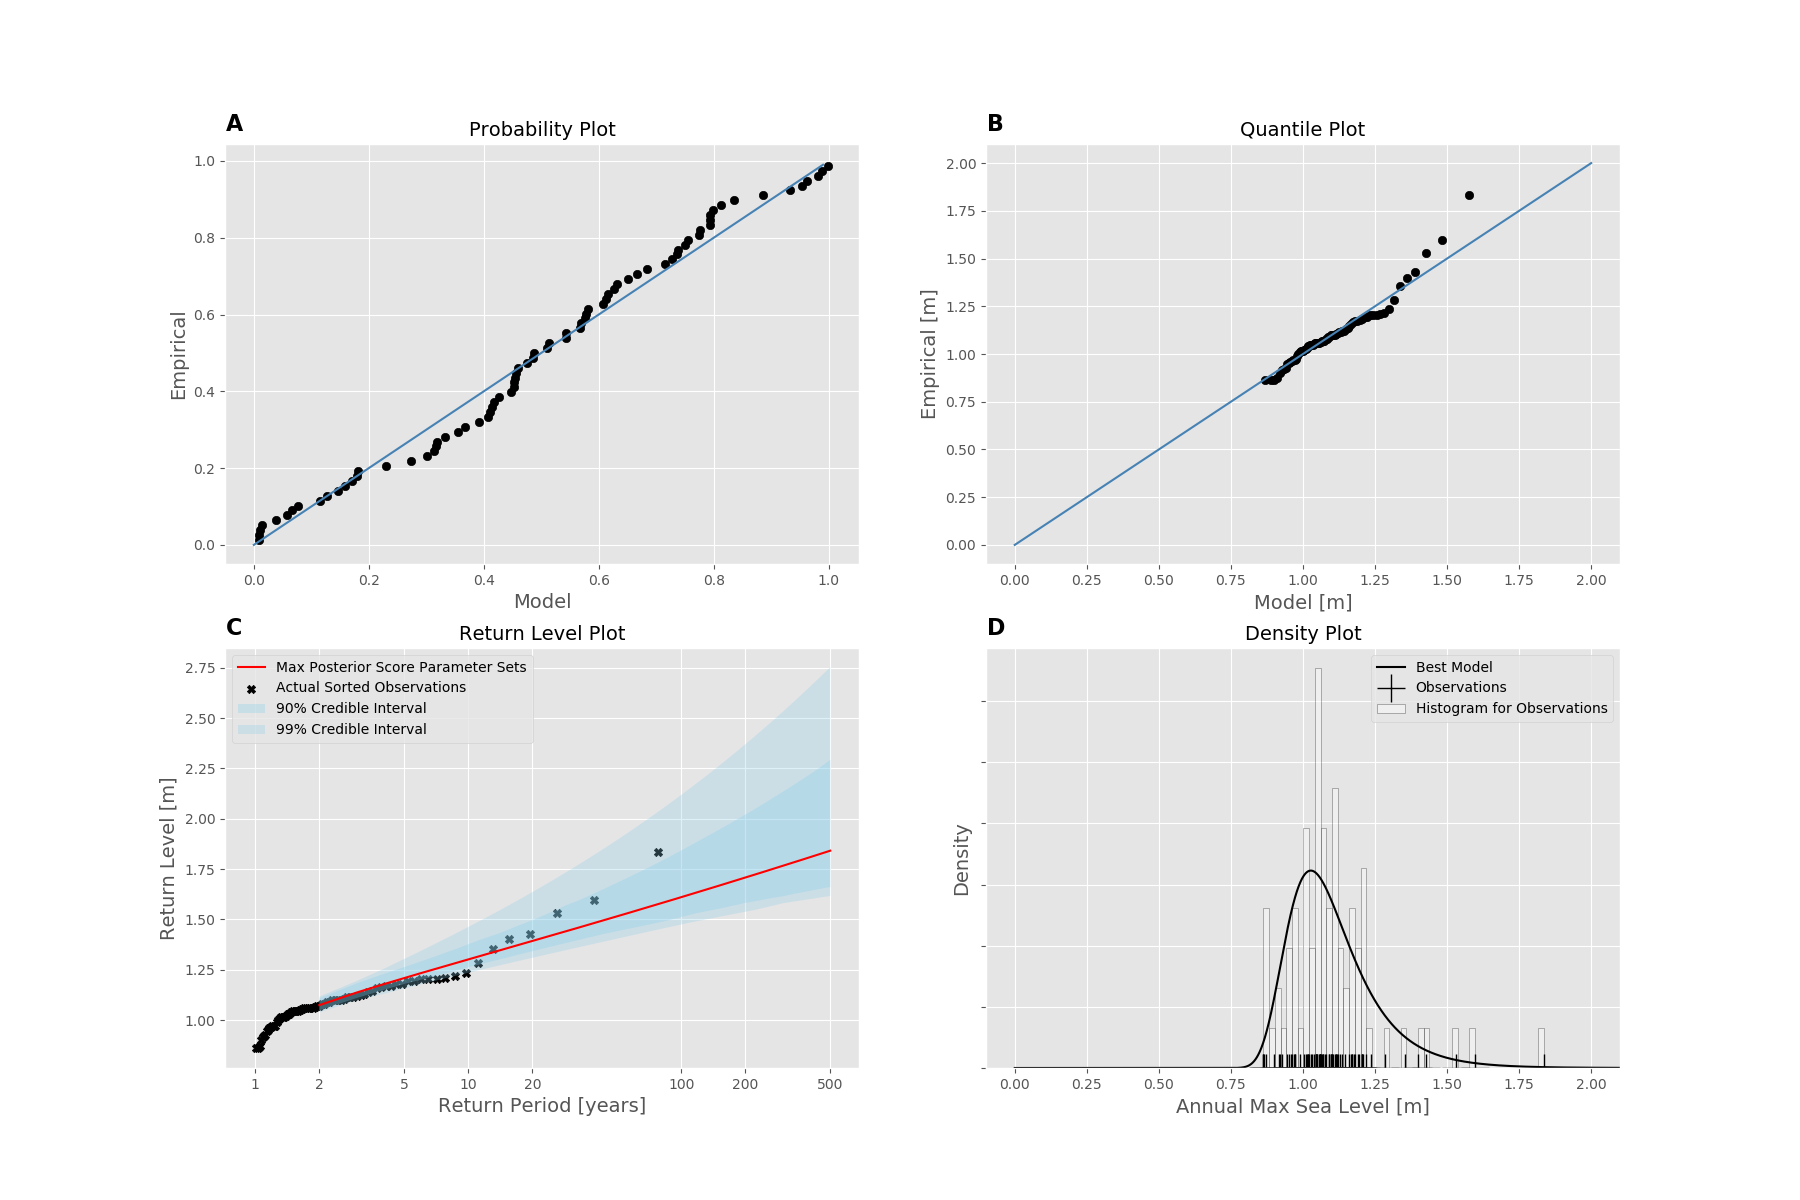 A
Probability Plot
1.0
0.8
0.6
0.4
0.2
0.0
Empirical
0.0 0.2 0.4 0.6 0.8 1.0
Model
B
Quantile Plot
2.00
1.75
1.50
1.25
1.00
0.75
0.50
0.25
0.00
Empirical [m]
0.00 0.25 0.50 0.75 1.00 1.25 1.50 1.75 2.00
Model [m]
C
Return Level Plot
Max Posterior Score Parameter Sets
Actual Sorted Observations
90% Credible Interval
99% Credible Interval
2.75
2.50
2.25
2.00
1.75
1.50
1.25
1.00
Return Level [m]
1 2 5 10 20 100 200 500
Return Period [years]
D
Density Plot
Best Model
Observations
Histogram for Observations
Density
0.00 0.25 0.50 0.75 1.00 1.25 1.50 1.75 2.00
Annual Max Sea Level [m]